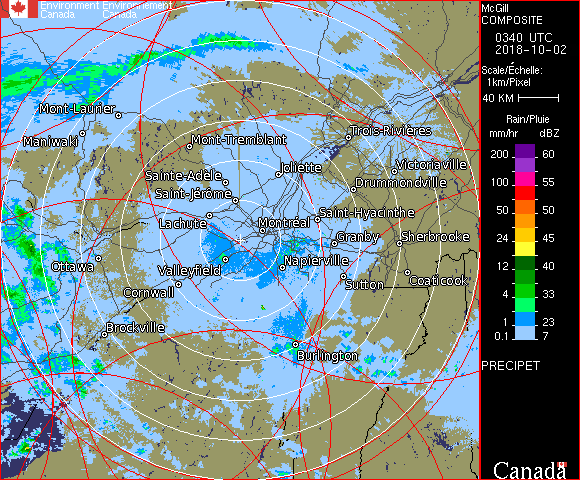 Environment Environnement
Canada Canada
McGill
COMPOSITE
0340 UTC
2018-10-02
Scale/Échelle:
1km/Pixel
40 KM
Rain/Pluie
mm/hr dBZ
200 60
100 55
50 50
24 45
12 40
4 33
1 23
0.1 7
PRECIPET
Canada
Mont-Laurier
Maniwaki
Mont-Tremblant
Trois-Rivières
Joliette
Victoriaville
Sainte-Adèle
Drummondville
Saint-Jérôme
Saint-Hyacinthe
Lachute
Montréal
Granby
Sherbrooke
Ottawa
Valleyfield
Napierville
Sutton
Coaticook
Cornwall
Brockville
Burlington